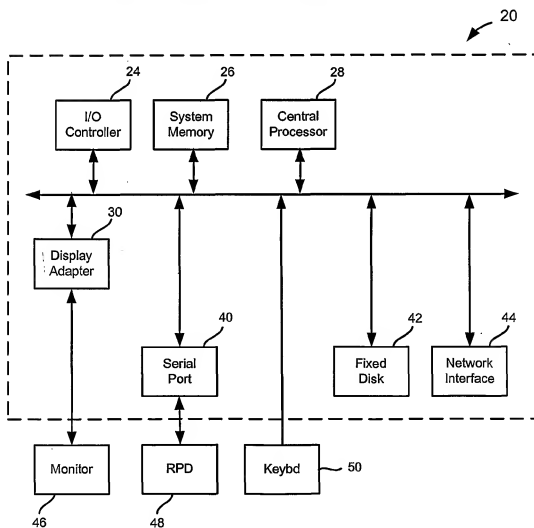 20
24
26
28
I/O
Controller
System
Memory
Central
Processor
30
Display
Adapter
40
42
44
Serial
Port
Fixed
Disk
Network
Interface
Monitor
RPD
Keybd
50
46
48